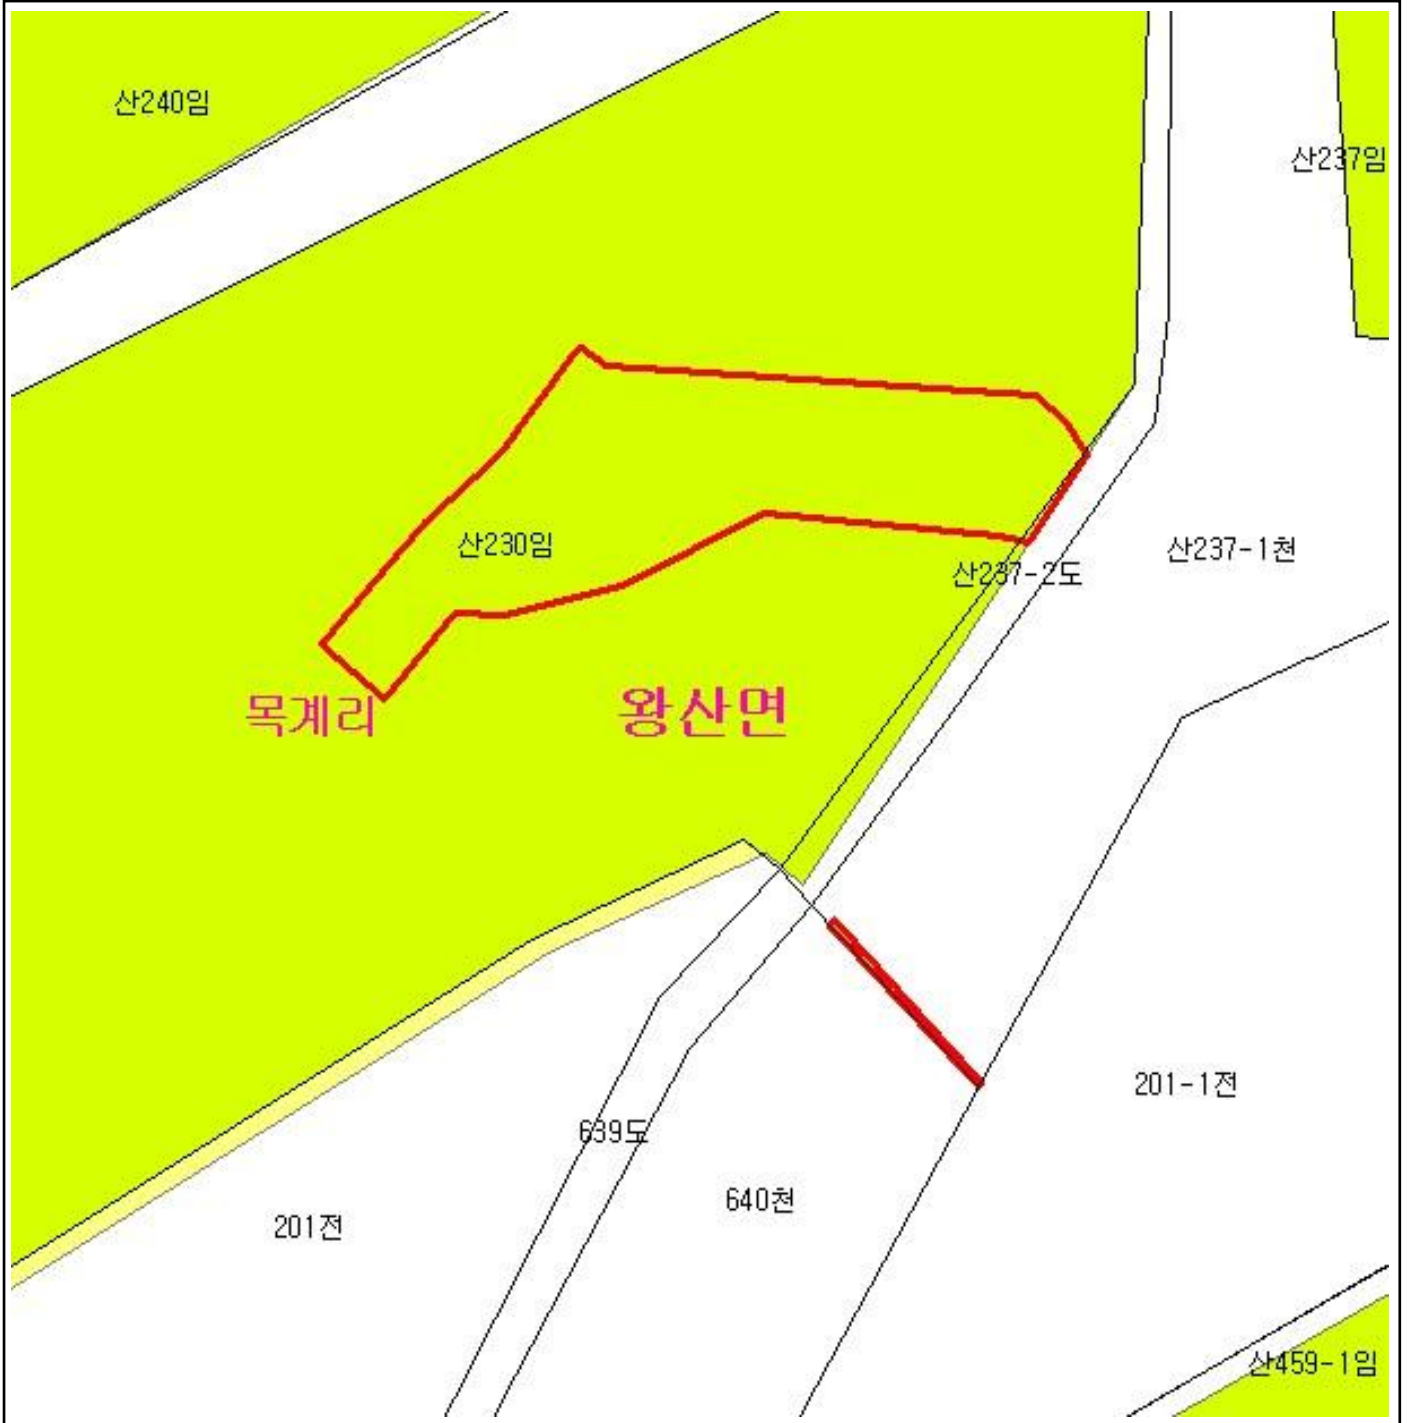 산240임
산237임
산230임
산237-1천
산237-2도
목계리
왕산면
201-1전
639도
640천
201전
산459-1임